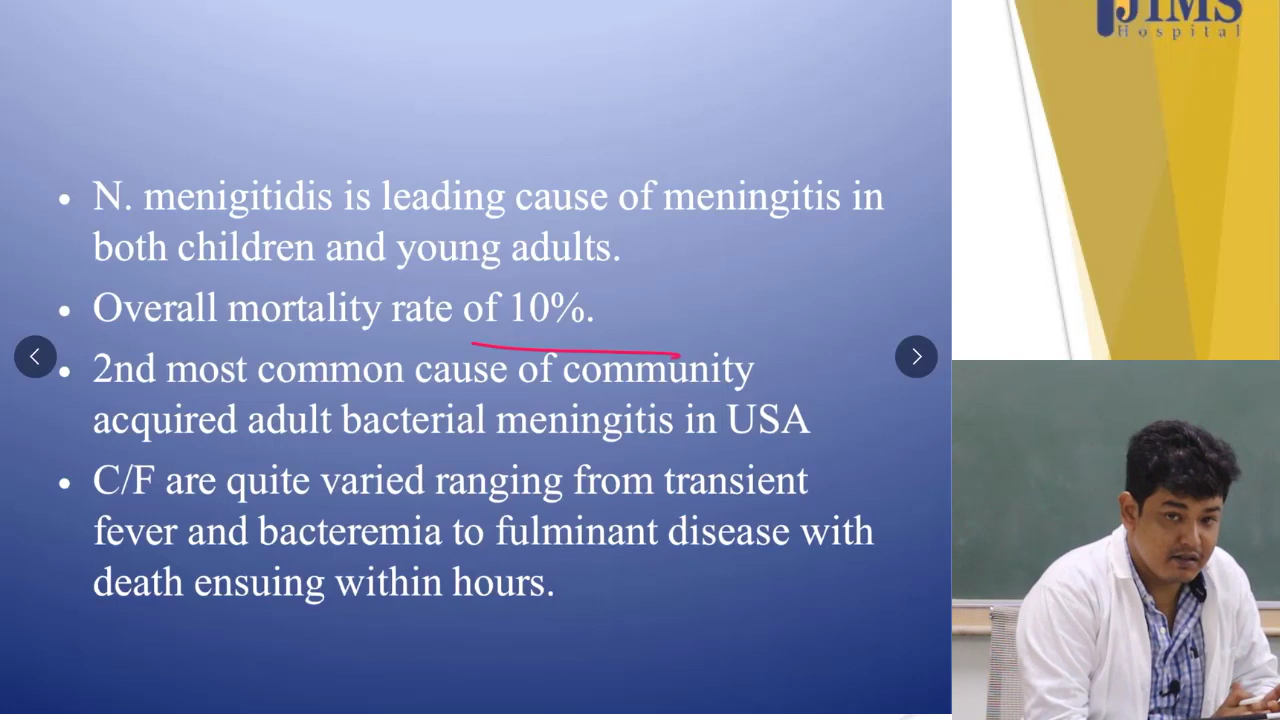 JIMS
Hospital
• N. menigitidis is leading cause of meningitis in
both children and young adults.
• Overall mortality rate of 10%.
• 2nd most common cause of community
acquired adult bacterial meningitis in USA
• C/F are quite varied ranging from transient
fever and bacteremia to fulminant disease with
death ensuing within hours.